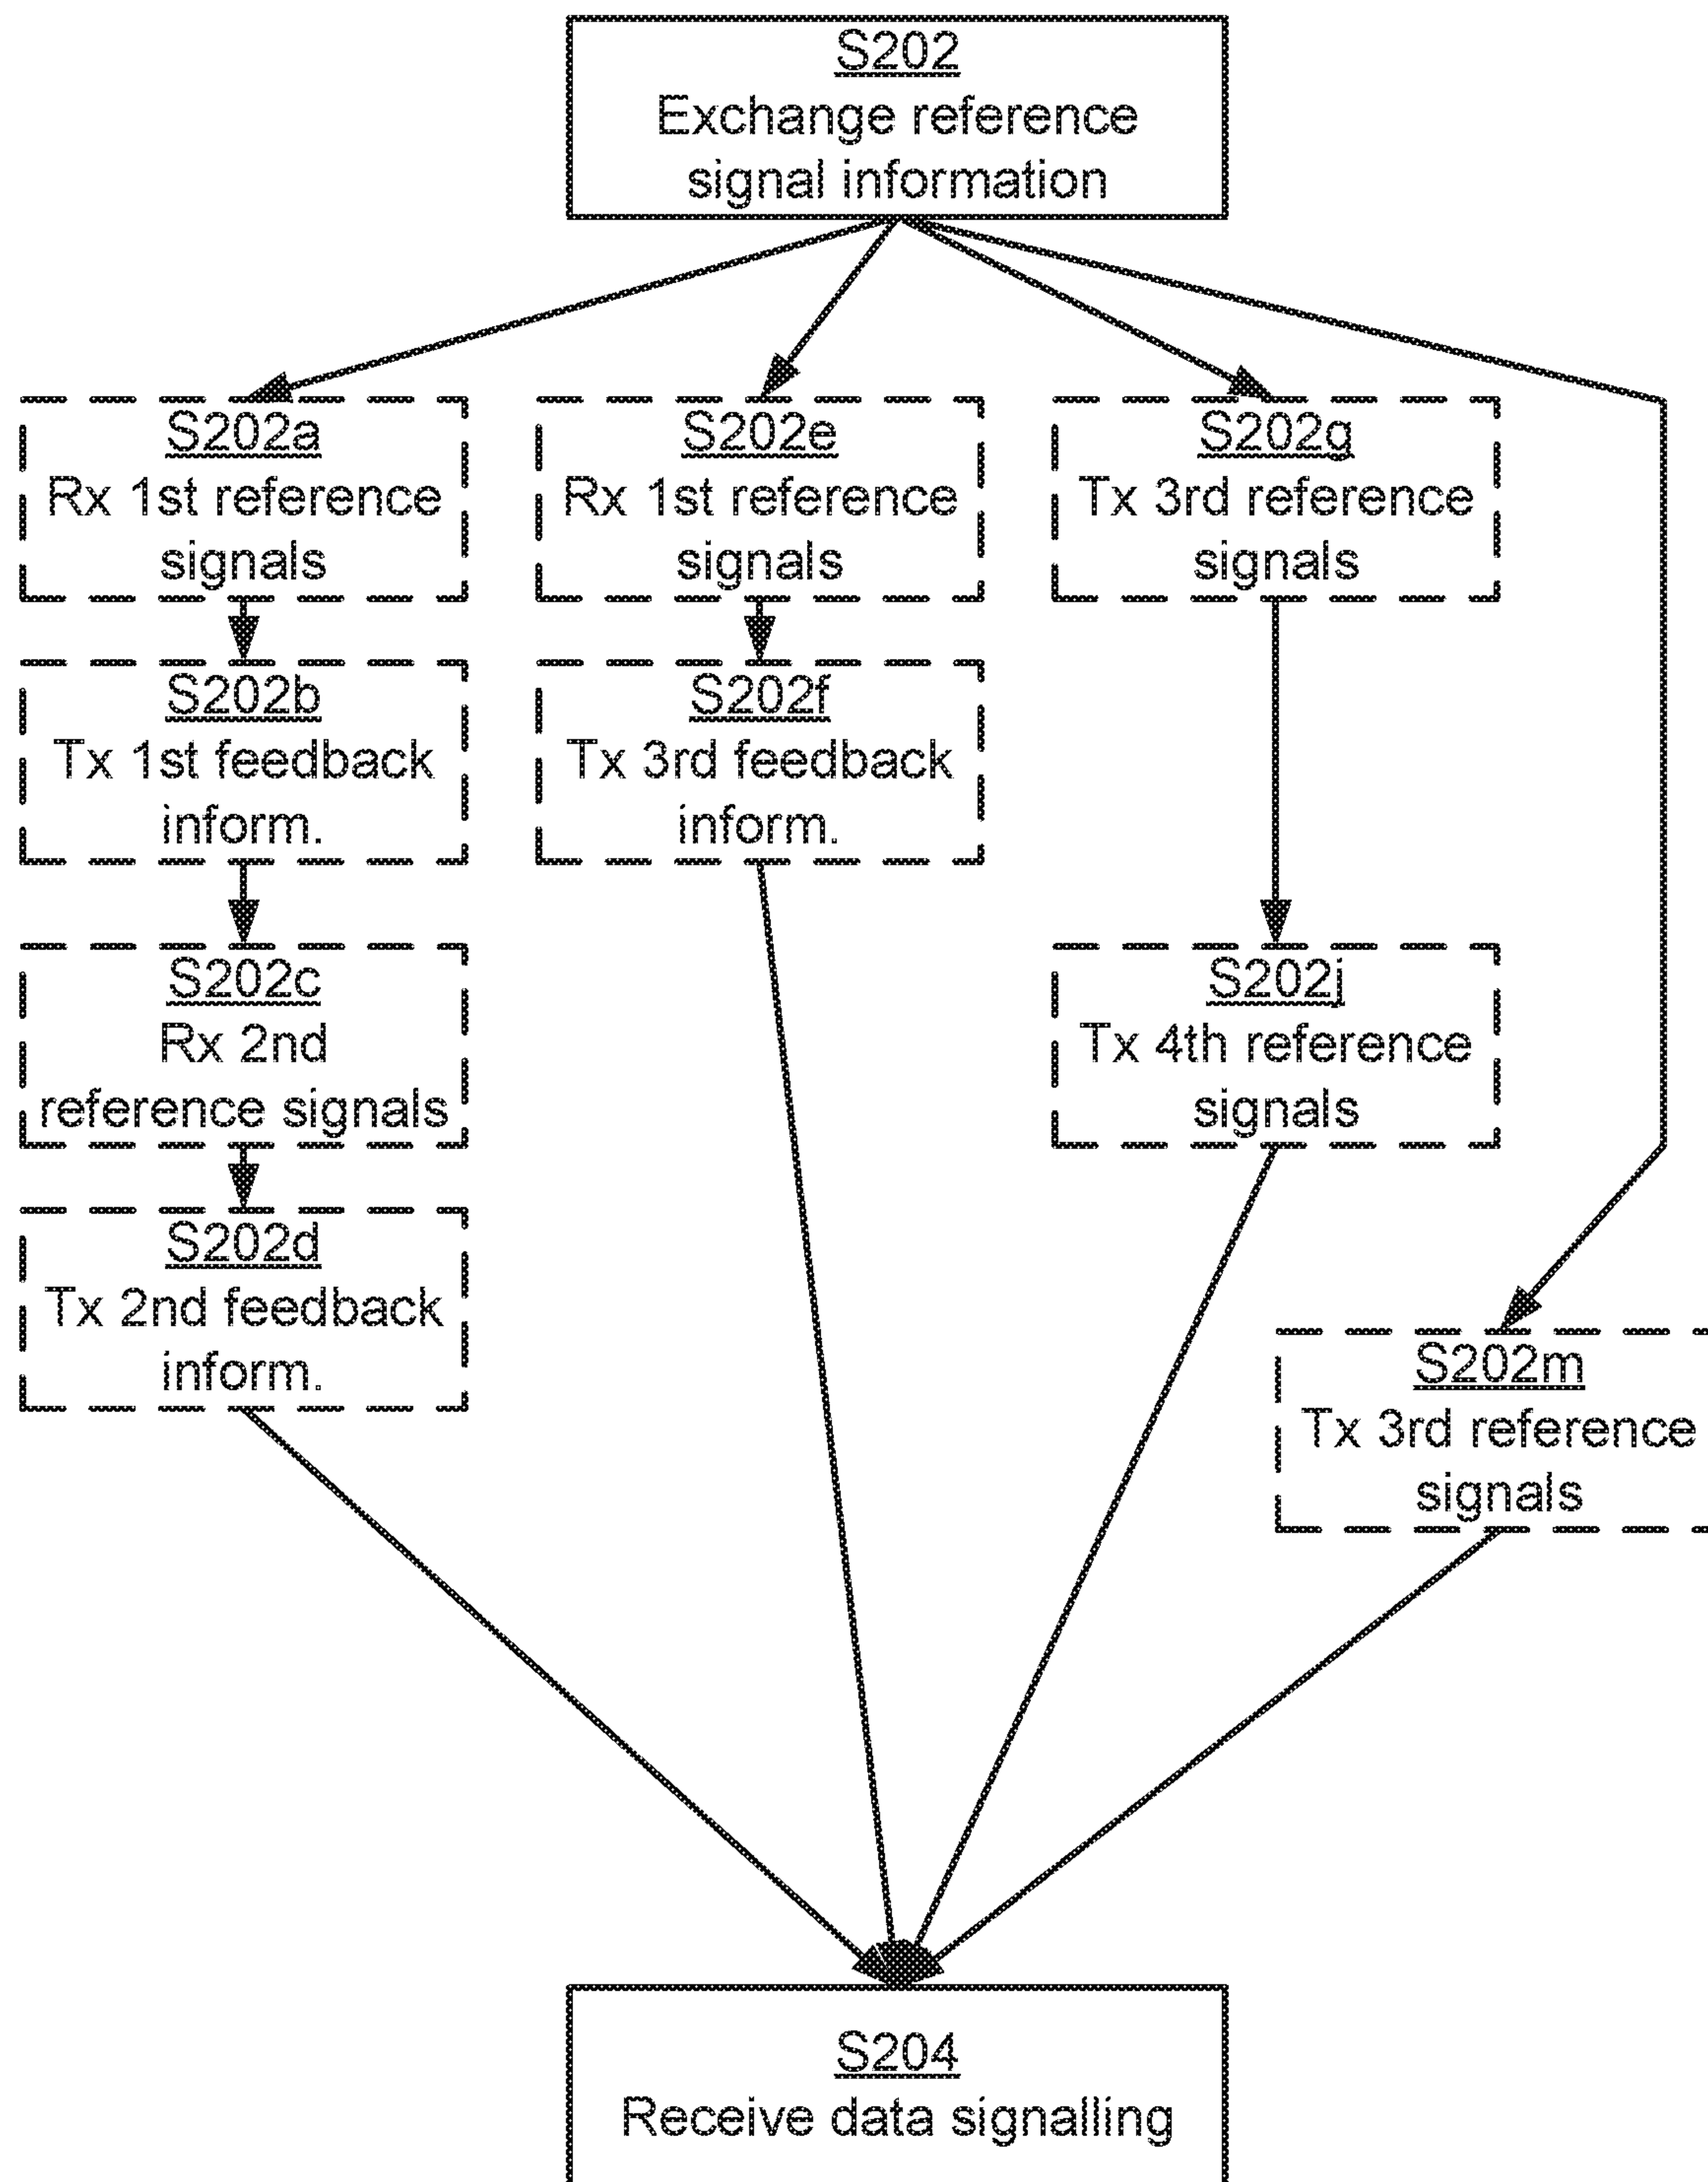 S202
Exchange reference
signal information
S202a
Rx 1st reference
signals
S202e
Rx 1st reference
signals
S202g
Tx 3rd reference
signals
S202b
Tx 1st feedback
inform.
S202f
Tx 3rd feedback
inform.
S202c
Rx 2nd
reference signals
S202j
Tx 4th reference
signals
S202d
Tx 2nd feedback
inform.
S202m
Tx 3rd reference
signals
S204
Receive data signalling